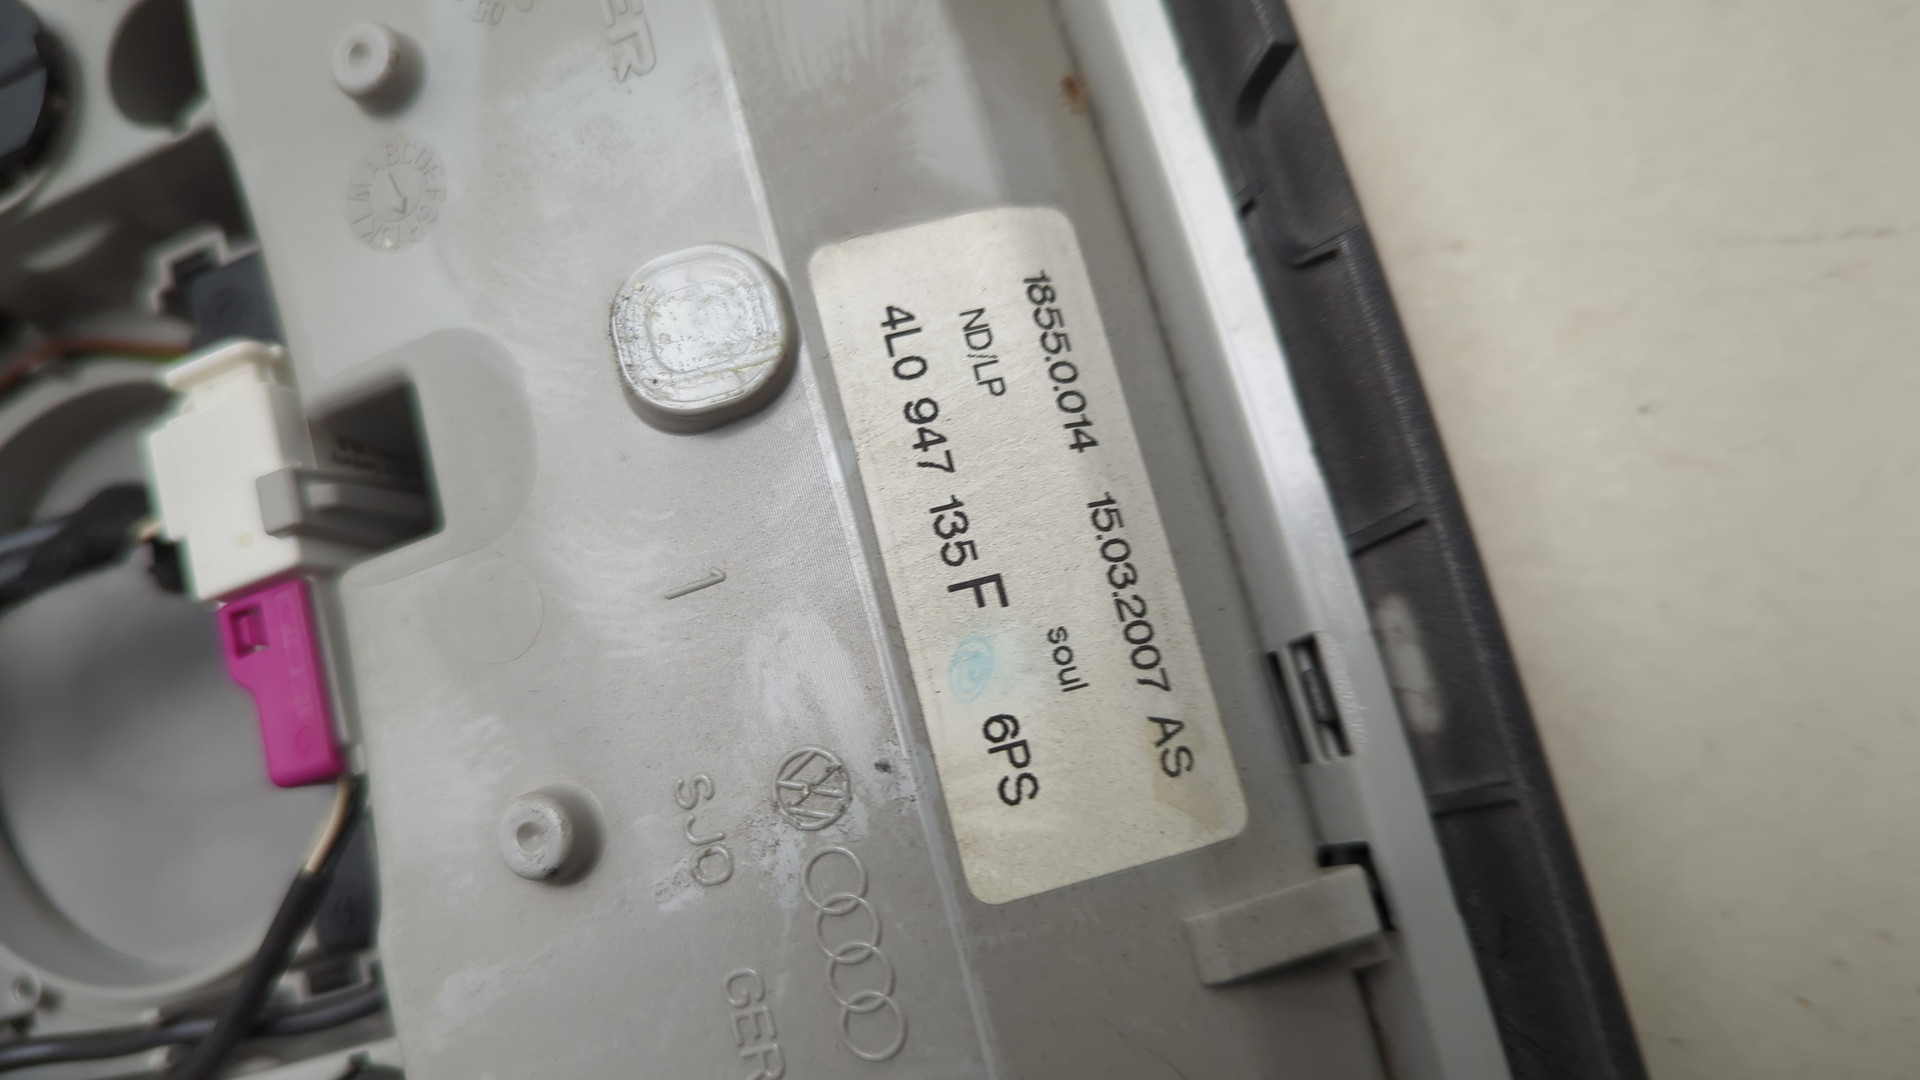 1855.0.014 15.03.2007 AS
ND/LP soul
4L0 947 135 F 6PS
1
SJO
GER